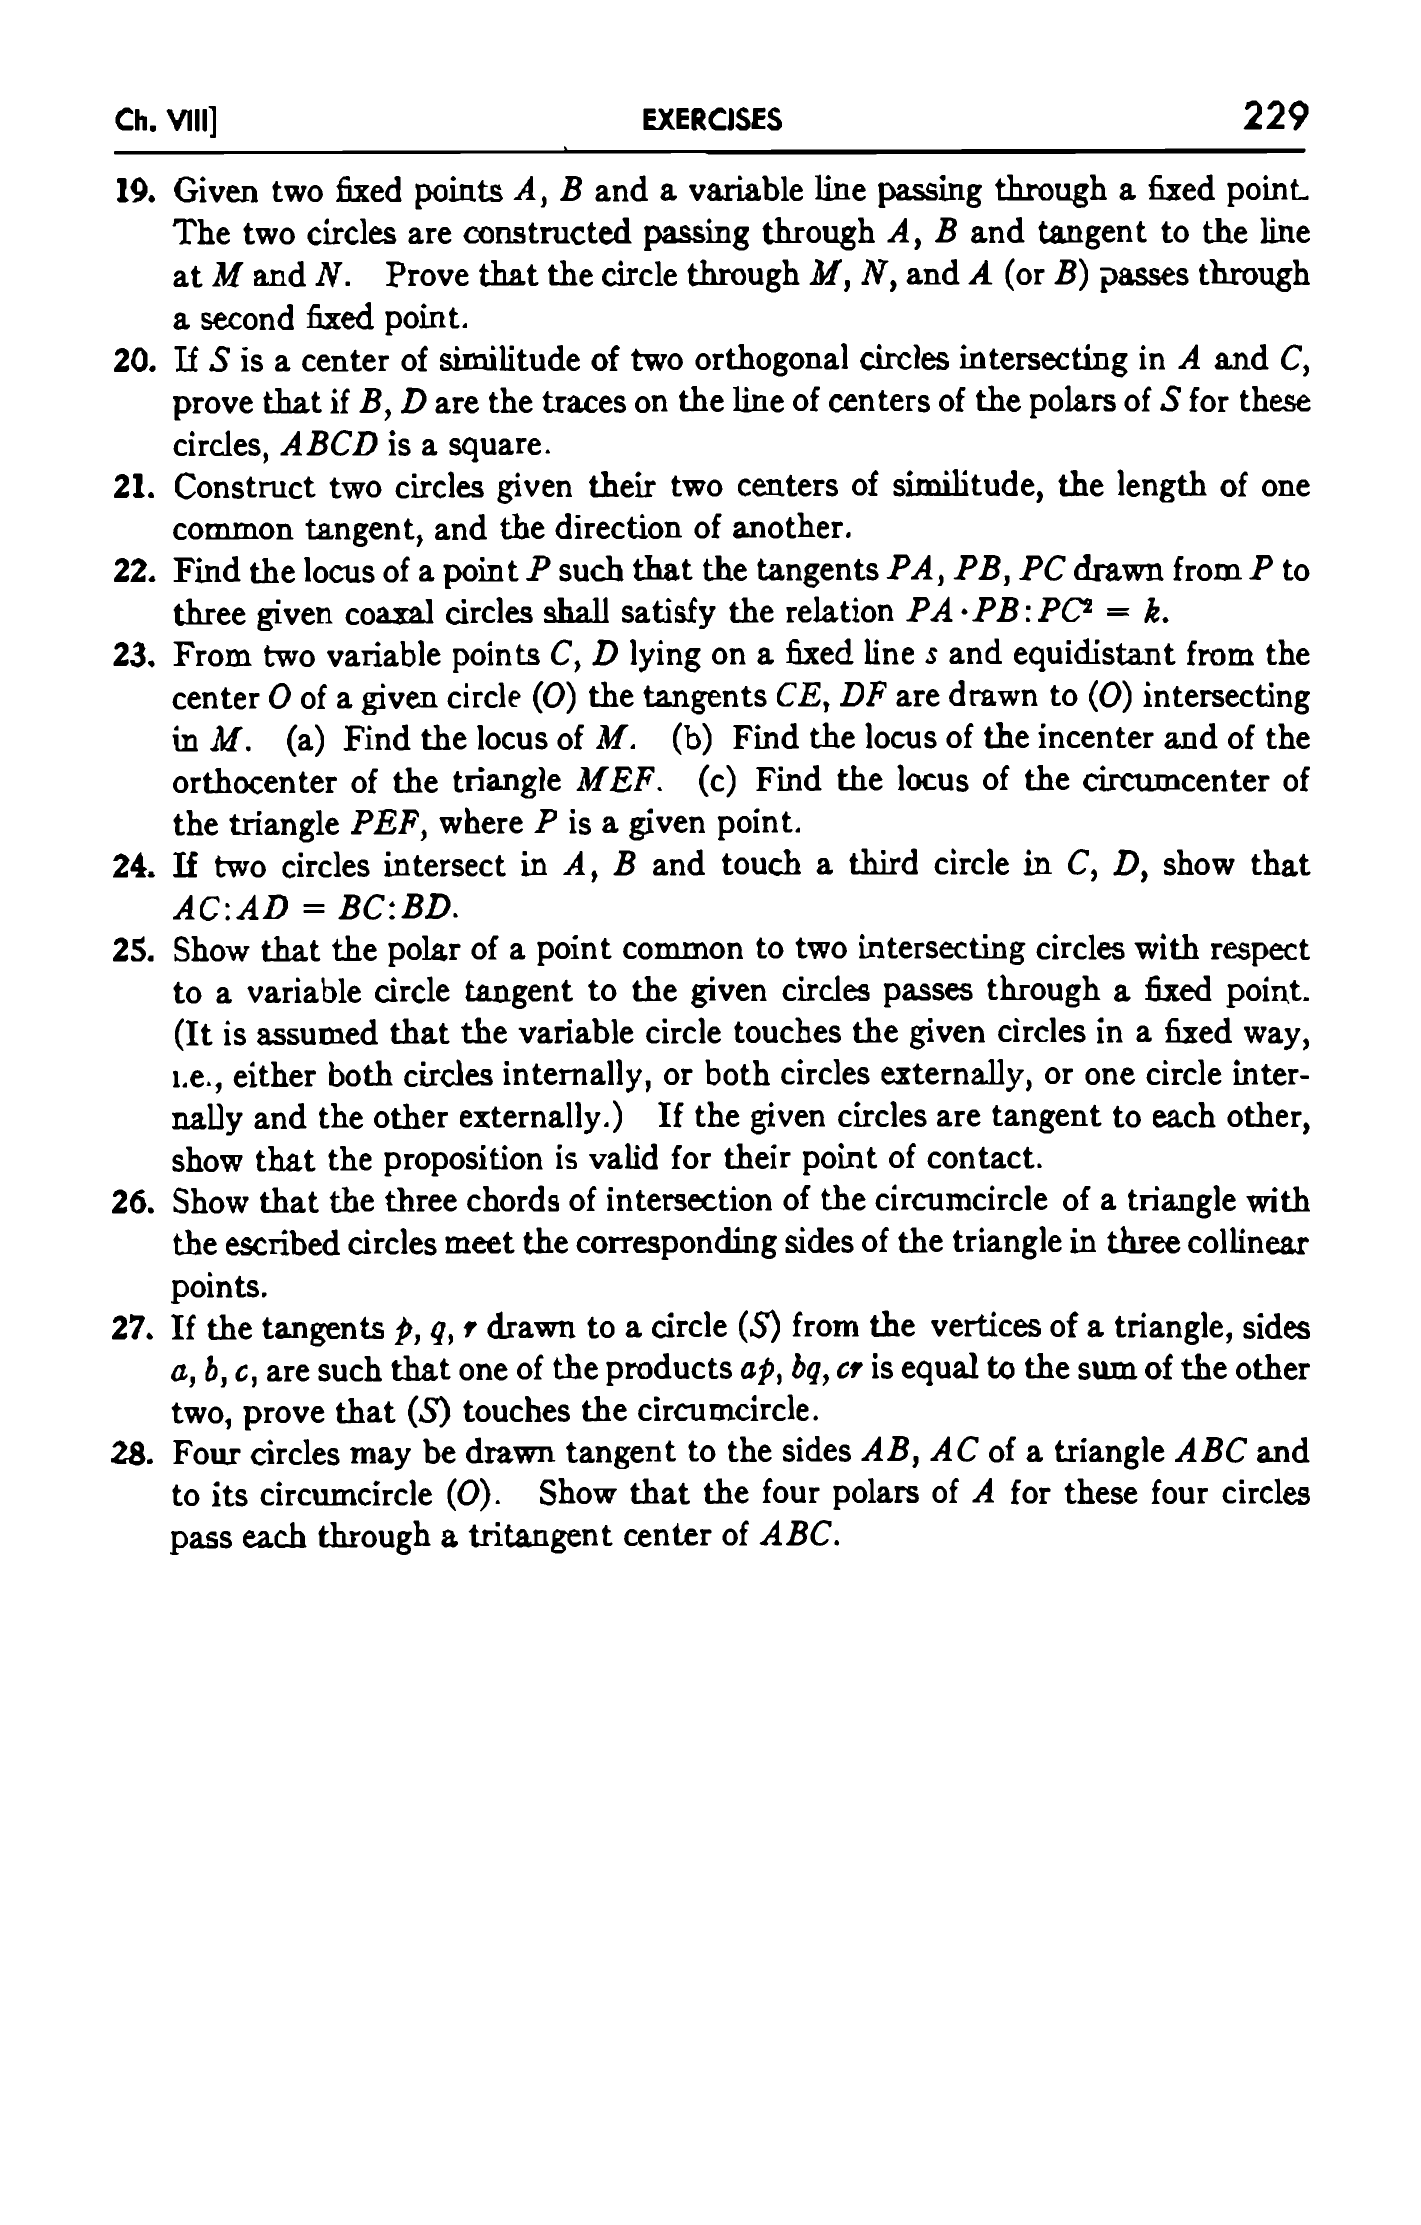 Ch. VIII] EXERCISES 229
19. Given two fixed points A, B and a variable line passing through a fixed point.
The two circles are constructed passing through A, B and tangent to the line
at M and N. Prove that the circle through M, N, and A (or B) passes through
a second fixed point.
20. If S is a center of similitude of two orthogonal circles intersecting in A and C,
prove that if B, D are the traces on the line of centers of the polars of S for these
circles, ABCD is a square.
21. Construct two circles given their two centers of similitude, the length of one
common tangent, and the direction of another.
22. Find the locus of a point P such that the tangents PA, PB, PC drawn from P to
three given coaxal circles shall satisfy the relation PA·PB:PC² = k.
23. From two variable points C, D lying on a fixed line s and equidistant from the
center O of a given circle (O) the tangents CE, DF are drawn to (O) intersecting
in M. (a) Find the locus of M. (b) Find the locus of the incenter and of the
orthocenter of the triangle MEF. (c) Find the locus of the circumcenter of
the triangle PEF, where P is a given point.
24. If two circles intersect in A, B and touch a third circle in C, D, show that
AC:AD = BC:BD.
25. Show that the polar of a point common to two intersecting circles with respect
to a variable circle tangent to the given circles passes through a fixed point.
(It is assumed that the variable circle touches the given circles in a fixed way,
i.e., either both circles internally, or both circles externally, or one circle inter-
nally and the other externally.) If the given circles are tangent to each other,
show that the proposition is valid for their point of contact.
26. Show that the three chords of intersection of the circumcircle of a triangle with
the escribed circles meet the corresponding sides of the triangle in three collinear
points.
27. If the tangents p, q, r drawn to a circle (S) from the vertices of a triangle, sides
a, b, c, are such that one of the products ap, bq, cr is equal to the sum of the other
two, prove that (S) touches the circumcircle.
28. Four circles may be drawn tangent to the sides AB, AC of a triangle ABC and
to its circumcircle (O). Show that the four polars of A for these four circles
pass each through a tritangent center of ABC.